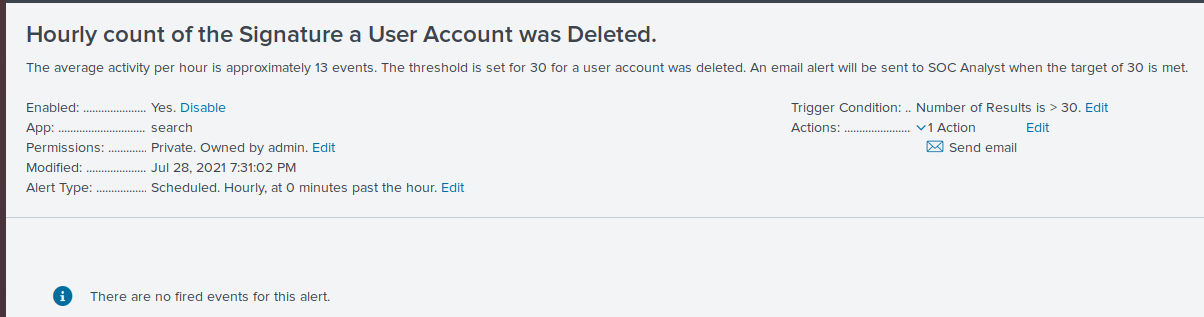 Hourly count of the Signature a User Account was Deleted.
The average activity per hour is approximately 13 events. The threshold is set for 30 for a user account was deleted. An email alert will be sent to SOC Analyst when the target of 30 is met.
Enabled: ..................... Yes. Disable
App: ............................. search
Permissions: ............. Private. Owned by admin. Edit
Modified: .................... Jul 28, 2021 7:31:02 PM
Alert Type: ................. Scheduled. Hourly, at 0 minutes past the hour. Edit
Trigger Condition: .. Number of Results is > 30. Edit
Actions: ...................... 1 Action Edit
Send email
There are no fired events for this alert.